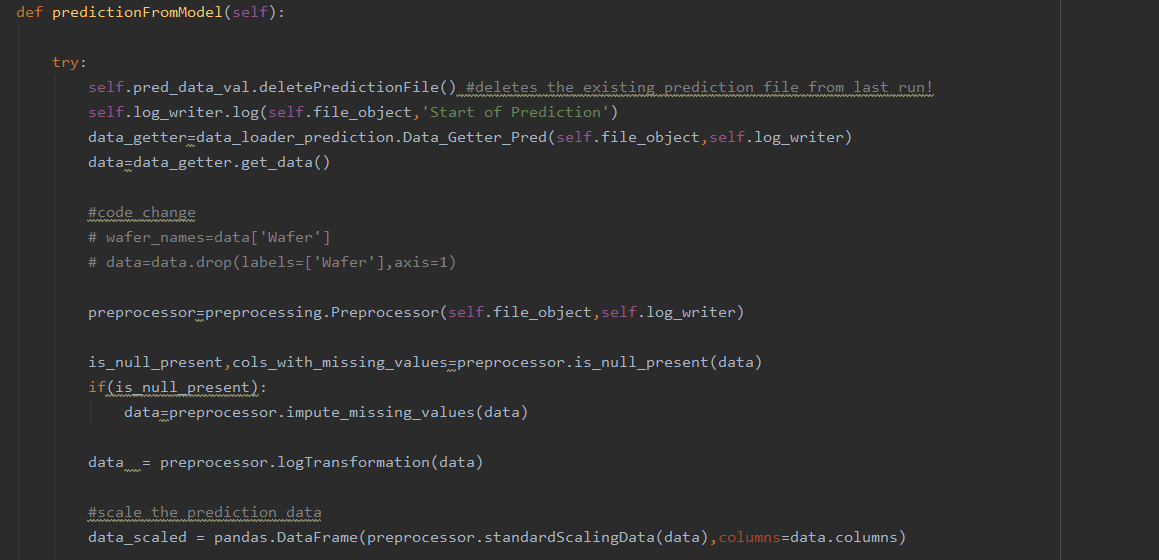 def predictionFromModel(self):
try:
self.pred_data_val.deletePredictionFile() #deletes the existing prediction file from last run!
self.log_writer.log(self.file_object,'Start of Prediction')
data_getter=data_loader_prediction.Data_Getter_Pred(self.file_object,self.log_writer)
data=data_getter.get_data()
#code change
# wafer_names=data['Wafer']
# data=data.drop(labels=['Wafer'],axis=1)
preprocessor=preprocessing.Preprocessor(self.file_object,self.log_writer)
is_null_present,cols_with_missing_values=preprocessor.is_null_present(data)
if(is_null_present):
data=preprocessor.impute_missing_values(data)
data  = preprocessor.logTransformation(data)
#scale the prediction data
data_scaled = pandas.DataFrame(preprocessor.standardScalingData(data),columns=data.columns)